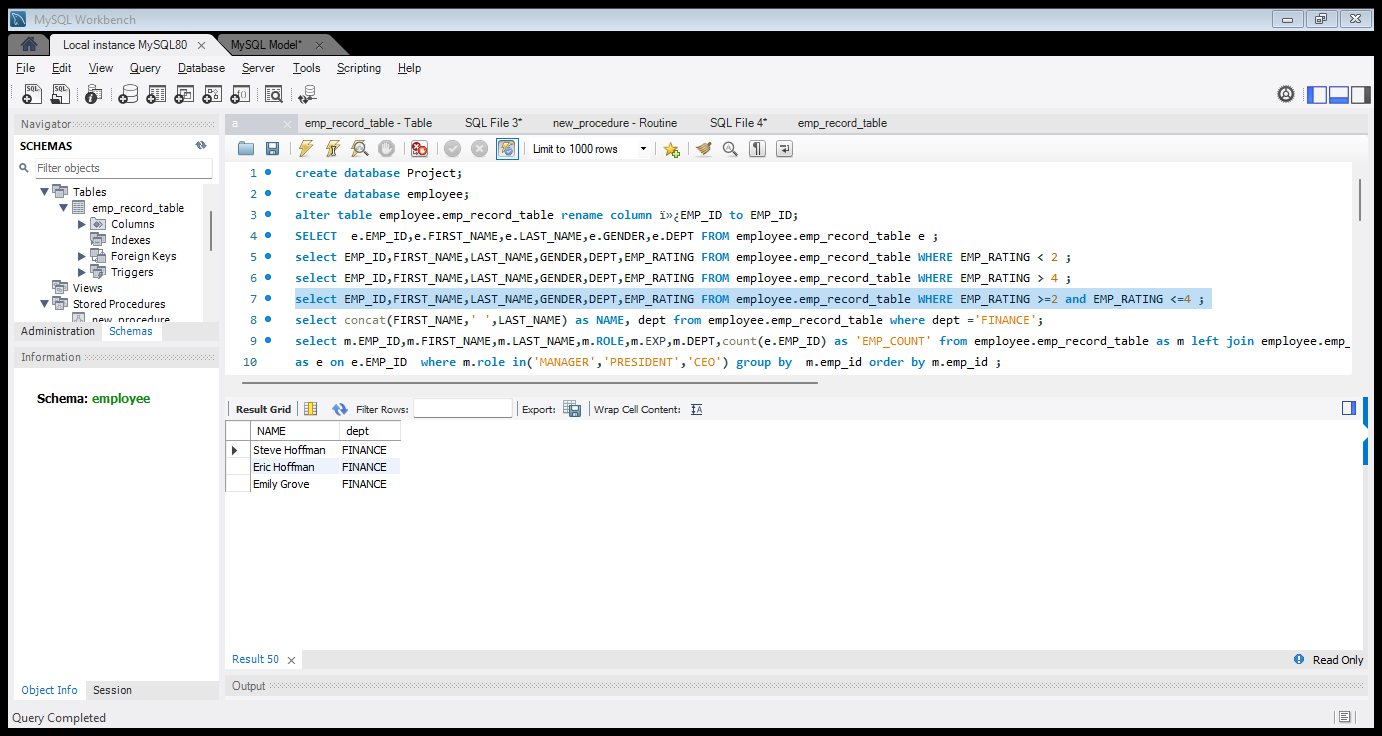 MySQL Workbench
Local instance MySQL80
MySQL Model*
File Edit View Query Database Server Tools Scripting Help
Navigator
SCHEMAS
Filter objects
Tables
emp_record_table
Columns
Indexes
Foreign Keys
Triggers
Views
Stored Procedures
new_procedure
Administration Schemas
Information
Schema: employee
Object Info Session
Query Completed
a emp_record_table - Table SQL File 3* new_procedure - Routine SQL File 4* emp_record_table
Limit to 1000 rows
1 create database Project;
2 create database employee;
3 alter table employee.emp_record_table rename column ï»¿EMP_ID to EMP_ID;
4 SELECT  e.EMP_ID,e.FIRST_NAME,e.LAST_NAME,e.GENDER,e.DEPT FROM employee.emp_record_table e ;
5 select EMP_ID,FIRST_NAME,LAST_NAME,GENDER,DEPT,EMP_RATING FROM employee.emp_record_table WHERE EMP_RATING < 2 ;
6 select EMP_ID,FIRST_NAME,LAST_NAME,GENDER,DEPT,EMP_RATING FROM employee.emp_record_table WHERE EMP_RATING > 4 ;
7 select EMP_ID,FIRST_NAME,LAST_NAME,GENDER,DEPT,EMP_RATING FROM employee.emp_record_table WHERE EMP_RATING >=2 and EMP_RATING <=4 ;
8 select concat(FIRST_NAME,' ',LAST_NAME) as NAME, dept from employee.emp_record_table where dept ='FINANCE';
9 select m.EMP_ID,m.FIRST_NAME,m.LAST_NAME,m.ROLE,m.EXP,m.DEPT,count(e.EMP_ID) as 'EMP_COUNT' from employee.emp_record_table as m left join employee.emp_
10 as e on e.EMP_ID  where m.role in('MANAGER','PRESIDENT','CEO') group by  m.emp_id order by m.emp_id ;
Result Grid Filter Rows: Export: Wrap Cell Content:
NAME dept
Steve Hoffman FINANCE
Eric Hoffman FINANCE
Emily Grove FINANCE
Result 50
Read Only
Output